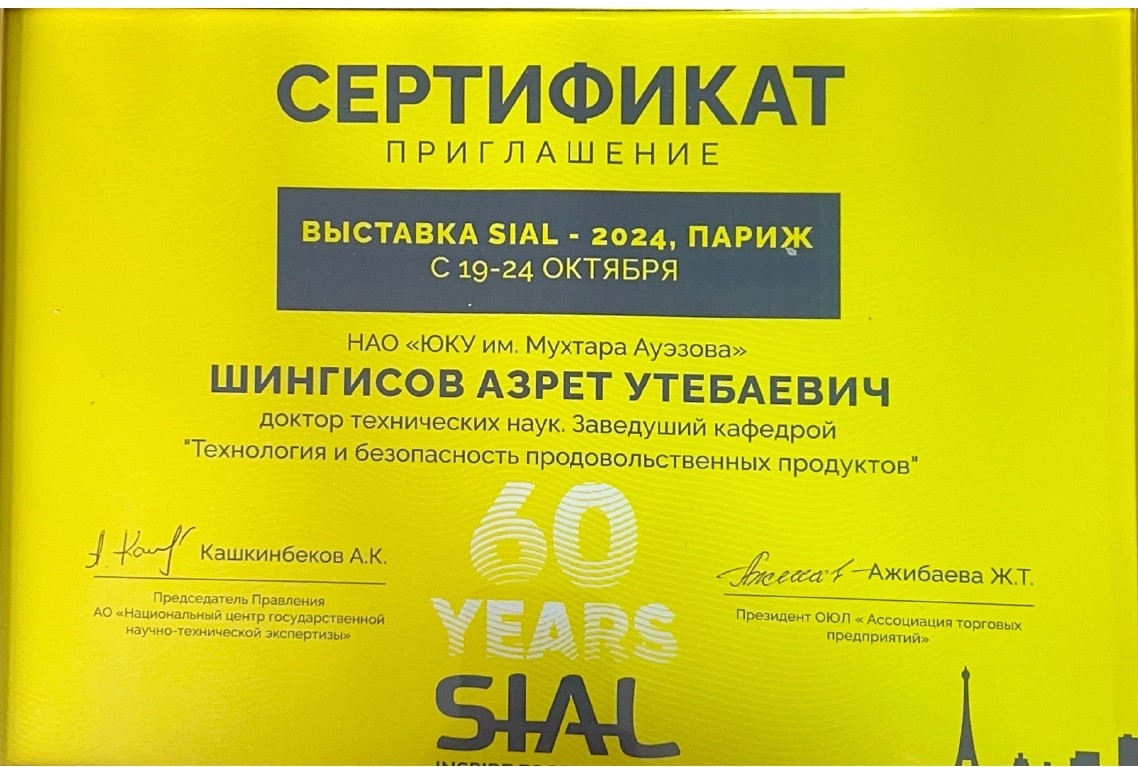 СЕРТИФИКАТ
ПРИГЛАШЕНИЕ
ВЫСТАВКА SIAL - 2024, ПАРИЖ
С 19-24 ОКТЯБРЯ
НАО «ЮКУ им. Мухтара Ауэзова»
ШИНГИСОВ АЗРЕТ УТЕБАЕВИЧ
доктор технических наук. Заведуший кафедрой
"Технология и безопасность продовольственных продуктов"
60
YEARS
SIAL
Кашкинбеков А.К.
Председатель Правления
АО «Национальный центр государственной
научно-технической экспертизы»
Ажибаева Ж.Т.
Президент ОЮЛ « Ассоциация торговых
предприятий»